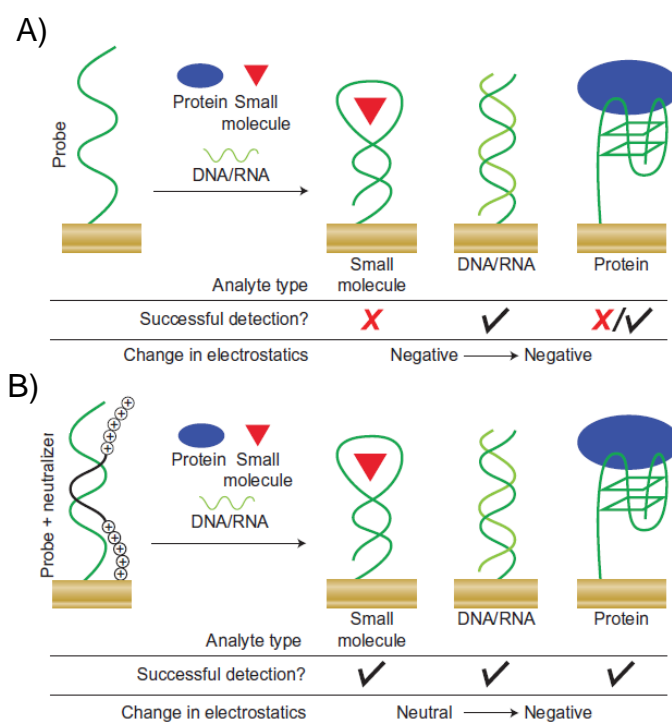 A)
Probe
Protein Small
molecule
DNA/RNA
Small
molecule
DNA/RNA
Protein
Analyte type
Successful detection?
X
X/✓
Change in electrostatics
Negative
Negative
B)
Probe + neutralizer
Protein Small
molecule
DNA/RNA
Small
molecule
DNA/RNA
Protein
Analyte type
Successful detection?
Change in electrostatics
Neutral
Negative